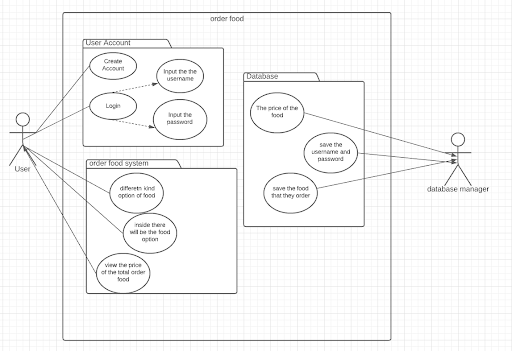 order food
User Account
Create
Account
Input the the
username
Login
Input the
password
Database
The price of the
food
save the
username and
password
save the food
that they order
User
database manager
order food system
differetn kind
option of food
inside there
will be the food
option
view the price
of the total order
food